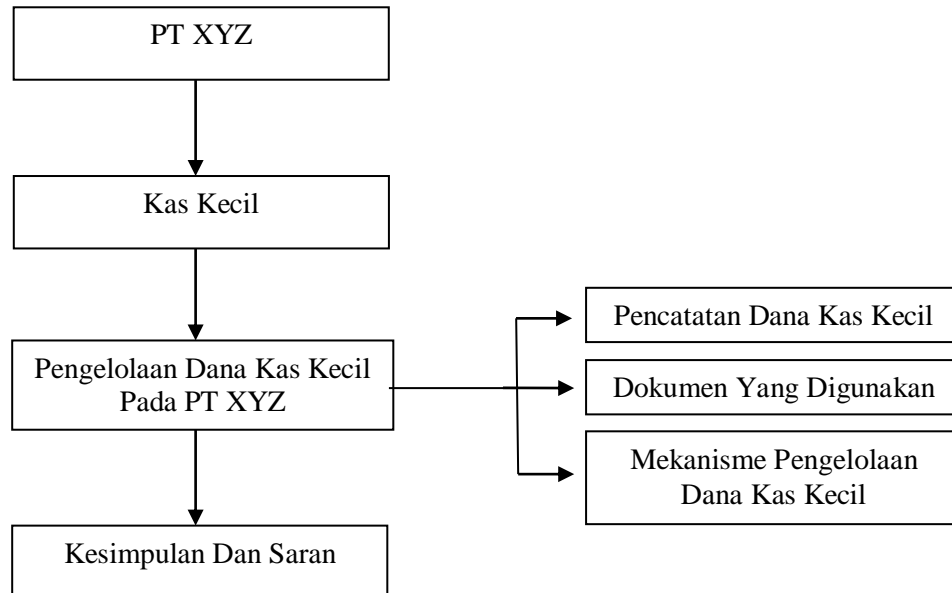 PT XYZ
Kas Kecil
Pengelolaan Dana Kas Kecil
Pada PT XYZ
Pencatatan Dana Kas Kecil
Dokumen Yang Digunakan
Mekanisme Pengelolaan
Dana Kas Kecil
Kesimpulan Dan Saran